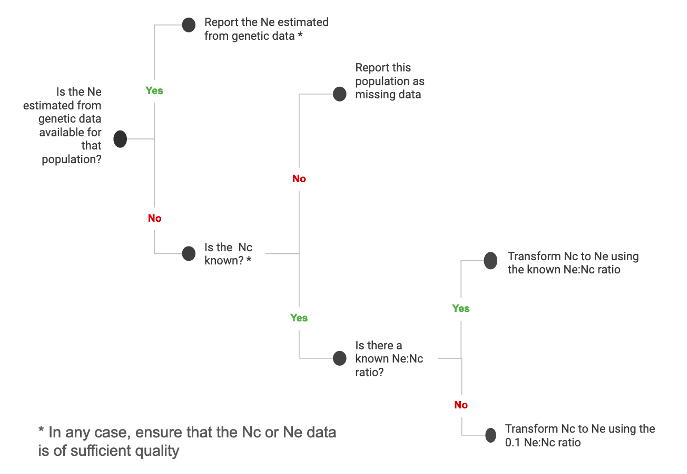 Report the Ne estimated
from genetic data *
Is the Ne
estimated from
genetic data
available for
that
population?
Yes
Report this
population as
missing data
No
No
Is the Nc
known? *
Transform Nc to Ne using
the known Ne:Nc ratio
Yes
Yes
Is there a
known Ne:Nc
ratio?
No
Transform Nc to Ne using the
0.1 Ne:Nc ratio
* In any case, ensure that the Nc or Ne data
is of sufficient quality